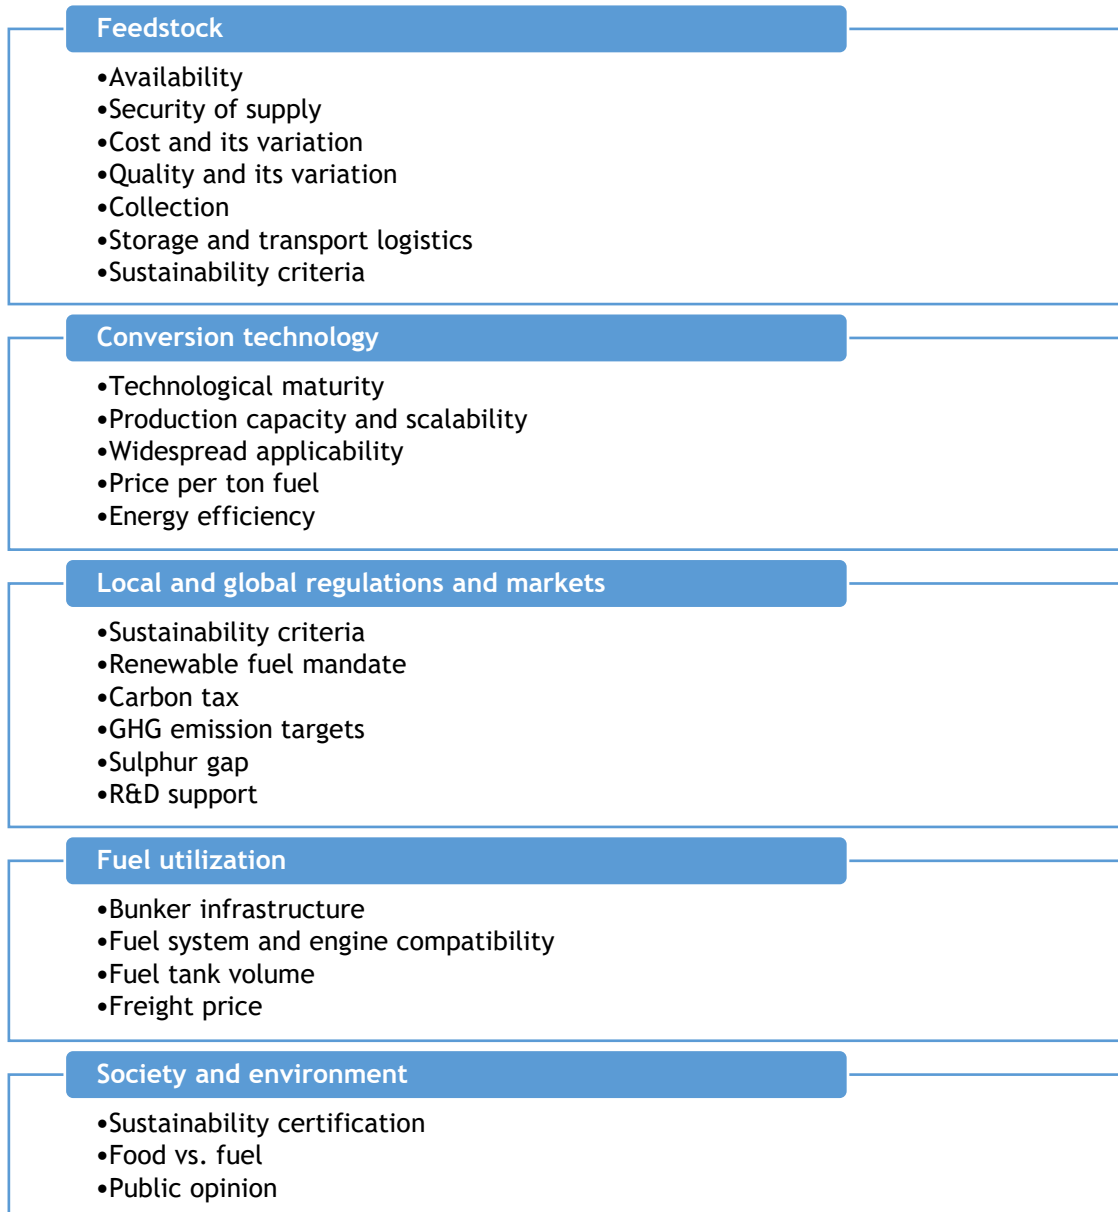 Feedstock
•Availability
•Security of supply
•Cost and its variation
•Quality and its variation
•Collection
•Storage and transport logistics
•Sustainability criteria
Conversion technology
•Technological maturity
•Production capacity and scalability
•Widespread applicability
•Price per ton fuel
•Energy efficiency
Local and global regulations and markets
•Sustainability criteria
•Renewable fuel mandate
•Carbon tax
•GHG emission targets
•Sulphur gap
•R&D support
Fuel utilization
•Bunker infrastructure
•Fuel system and engine compatibility
•Fuel tank volume
•Freight price
Society and environment
•Sustainability certification
•Food vs. fuel
•Public opinion